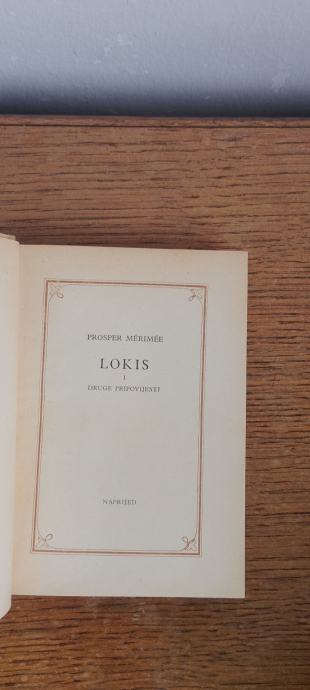 PROSPER MÉRIMÉE
LOKIS
I
DRUGE PRIPOVIJESTI
NAPRIJED